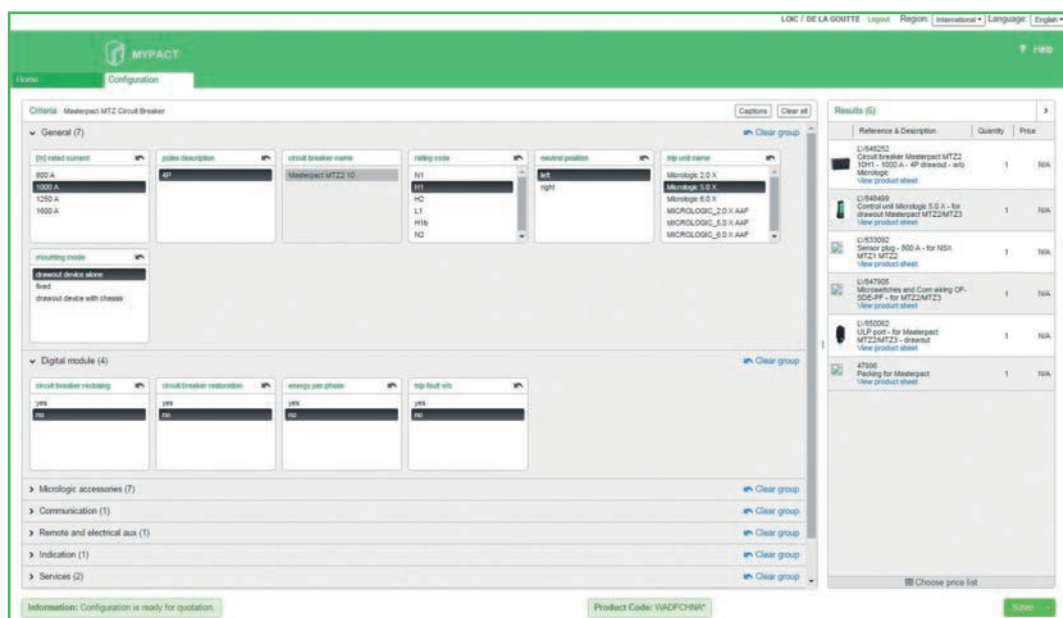 LOIC / DE LA GOUTTE Logout Region: International Language: English
MYPACT
? Help
Home Configuration
Criteria Masterpact MTZ Circuit Breaker Captions Clear all
General (7) Clear group
[In] rated current
800 A
1000 A
1250 A
1600 A
poles description
4P
circuit breaker name
Masterpact MTZ2 10
rating code
N1
H1
H2
L1
H1b
N2
neutral position
left
right
trip unit name
Micrologic 2.0 X
Micrologic 5.0 X
Micrologic 6.0 X
MICROLOGIC_2.0 X AAF
MICROLOGIC_5.0 X AAF
MICROLOGIC_6.0 X AAF
mounting mode
drawout device alone
fixed
drawout device with chassis
Digital module (4) Clear group
circuit breaker reclosing
yes
no
circuit breaker restoration
yes
no
energy per phase
yes
no
trip fault w/o
yes
no
Micrologic accessories (7) Clear group
Communication (1) Clear group
Remote and electrical aux (1) Clear group
Indication (1) Clear group
Services (2) Clear group
Results (6)
Reference & Description Quantity Price
LV848252
Circuit breaker Masterpact MTZ2
10H1 - 1000 A - 4P drawout - w/o
Micrologic
View product sheet
1 N/A
LV848499
Control unit Micrologic 5.0 X - for
drawout Masterpact MTZ2/MTZ3
View product sheet
1 N/A
LV833092
Sensor plug - 800 A - for NSX
MTZ1 MTZ2
View product sheet
1 N/A
LV847905
Microswitches and Com wiring OF-
SDE-PF - for MTZ2/MTZ3
View product sheet
1 N/A
LV850062
ULP port - for Masterpact
MTZ2/MTZ3 - drawout
View product sheet
1 N/A
Packing for Masterpact
View product sheet
1 N/A
Choose price list
Information: Configuration is ready for quotation.
Product Code: WADFCHNA*
Save